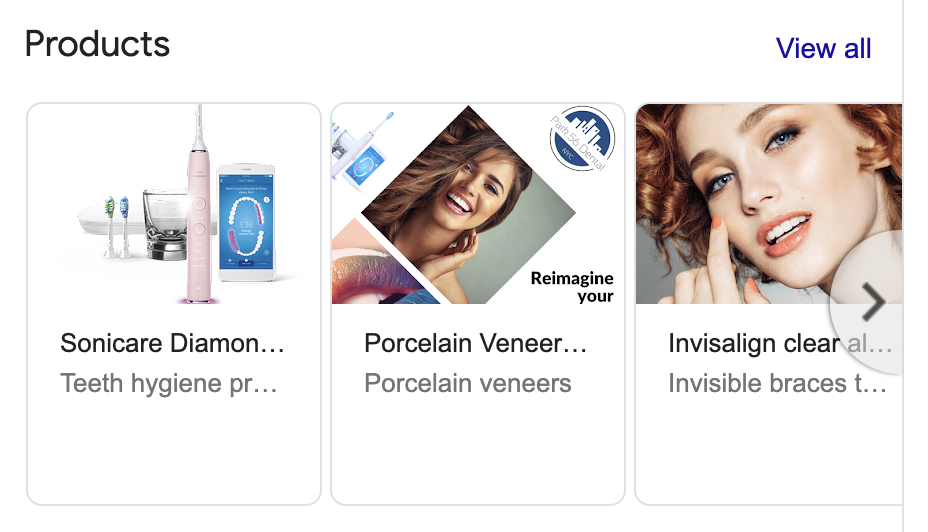 Products
View all
Park 56 Dental
NYC
Reimagine
your
Sonicare Diamon...
Teeth hygiene pr...
Porcelain Veneer...
Porcelain veneers
Invisalign clear al...
Invisible braces t...